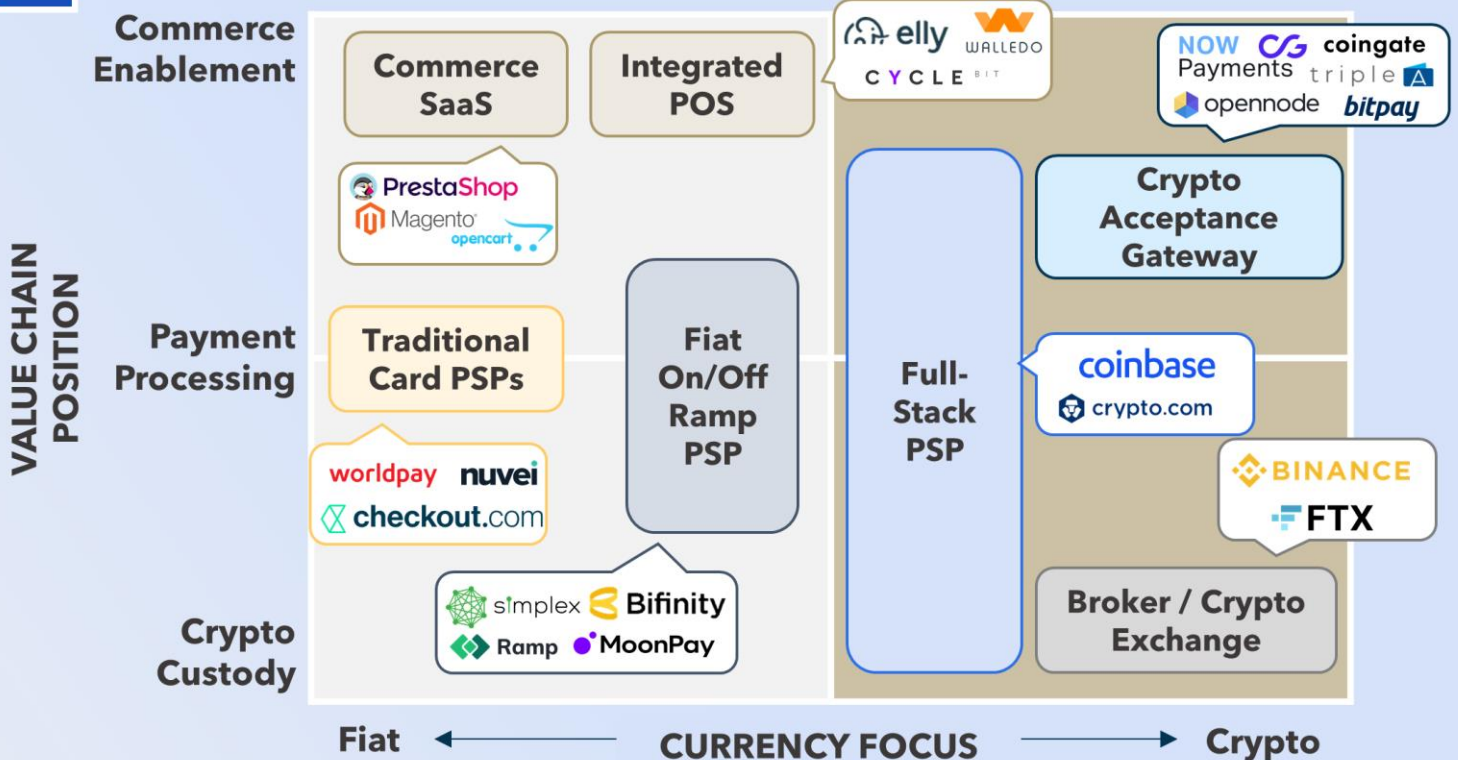 Commerce
Enablement
Commerce
SaaS
Integrated
POS
elly
WALLEDO
CYCLE BIT
NOW
Payments
coingate
triple A
opennode
bitpay
PrestaShop
Magento
opencart
Crypto
Acceptance
Gateway
VALUE CHAIN
POSITION
Payment
Processing
Traditional
Card PSPs
Fiat
On/Off
Ramp
PSP
Full-
Stack
PSP
coinbase
crypto.com
worldpay
nuvei
checkout.com
BINANCE
FTX
simplex
Bifinity
Ramp
MoonPay
Broker / Crypto
Exchange
Crypto
Custody
Fiat
CURRENCY FOCUS
Crypto